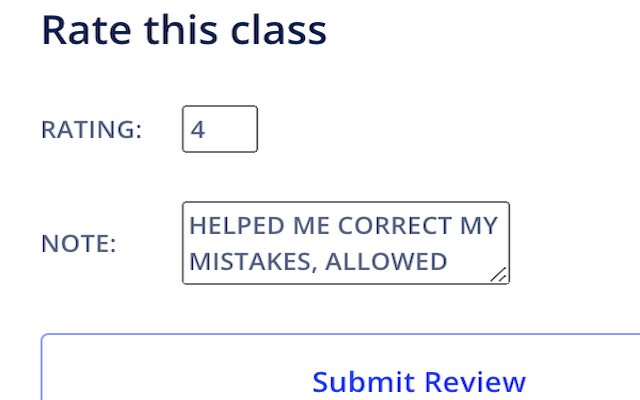 Rate this class
RATING: 4
NOTE: HELPED ME CORRECT MY
MISTAKES, ALLOWED
Submit Review